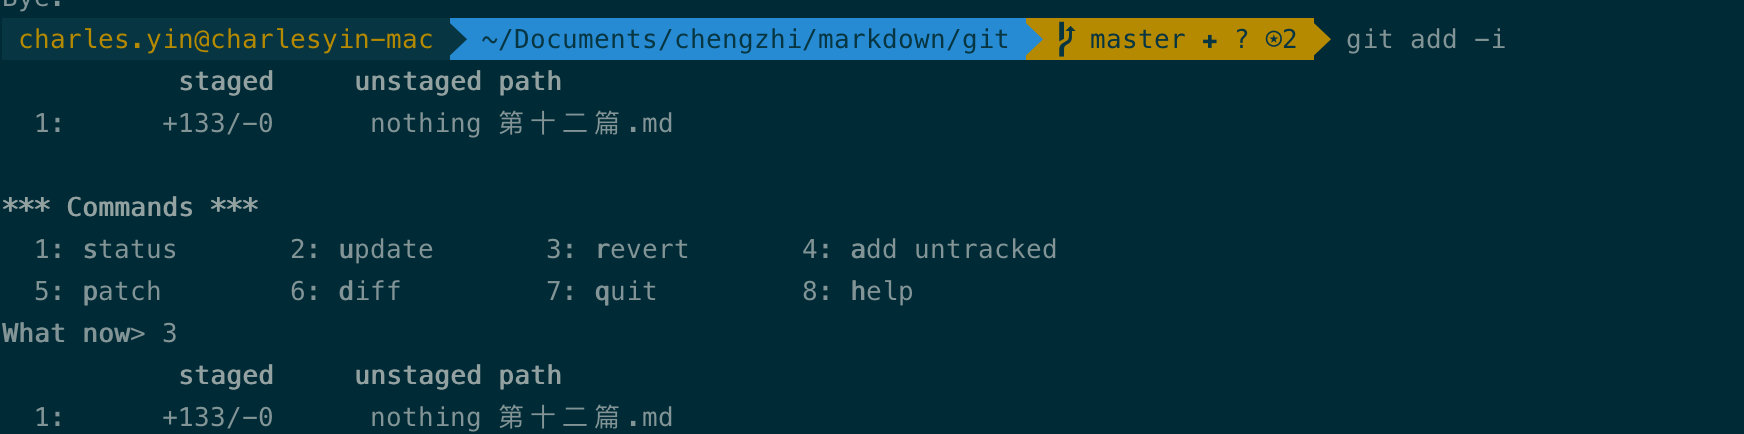 Bye.
charles.yin@charlesyin-mac ~/Documents/chengzhi/markdown/git master + ? ⍟2 git add -i
staged unstaged path
1: +133/-0 nothing 第十二篇.md
*** Commands ***
1: status 2: update 3: revert 4: add untracked
5: patch 6: diff 7: quit 8: help
What now> 3
staged unstaged path
1: +133/-0 nothing 第十二篇.md